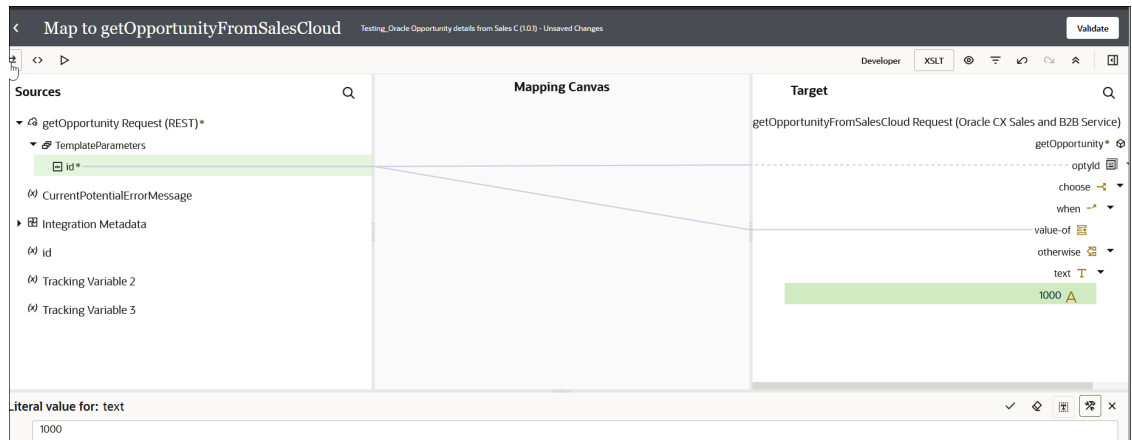 Map to getOpportunityFromSalesCloud Testing_Oracle Opportunity details from Sales C (1.0.1) - Unsaved Changes Validate
Developer XSLT
Sources
Mapping Canvas
Target
getOpportunity Request (REST)*
TemplateParameters
id*
CurrentPotentialErrorMessage
Integration Metadata
(x) id
(x) Tracking Variable 2
(x) Tracking Variable 3
getOpportunityFromSalesCloud Request (Oracle CX Sales and B2B Service)
getOpportunity*
optyId
choose
when
value-of
otherwise
text T
1000 A
Literal value for: text
1000